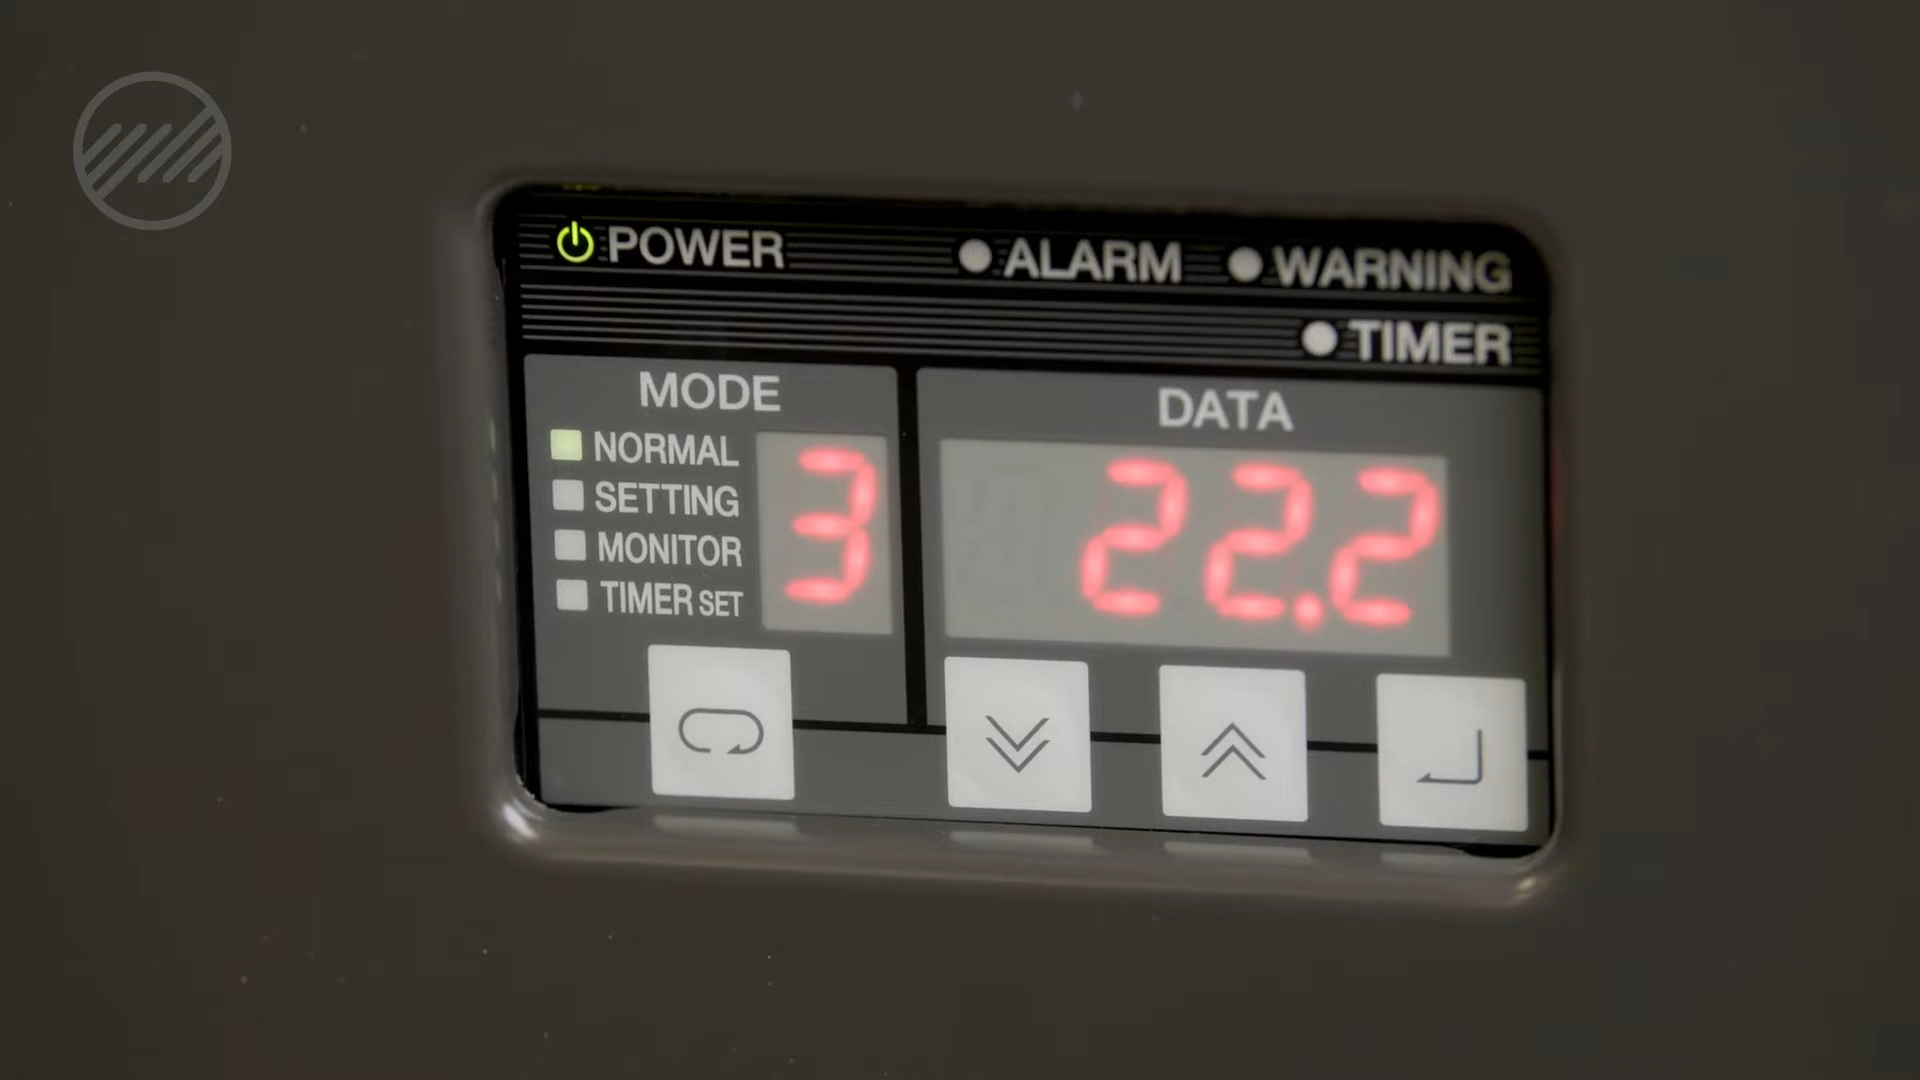 POWER ALARM WARNING
TIMER
MODE DATA
NORMAL
SETTING
MONITOR
TIMER SET
3 22.2